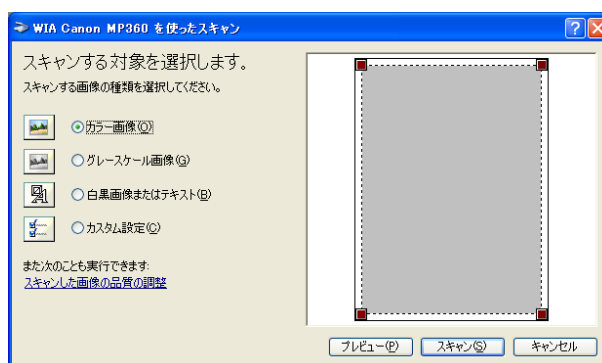 WIA Canon MP360 を使ったスキャン
スキャンする対象を選択します。
スキャンする画像の種類を選択してください。
カラー画像(O)
グレースケール画像(G)
白黒画像またはテキスト(B)
カスタム設定(C)
また次のことも実行できます:
スキャンした画像の品質の調整
プレビュー(P) スキャン(S) キャンセル